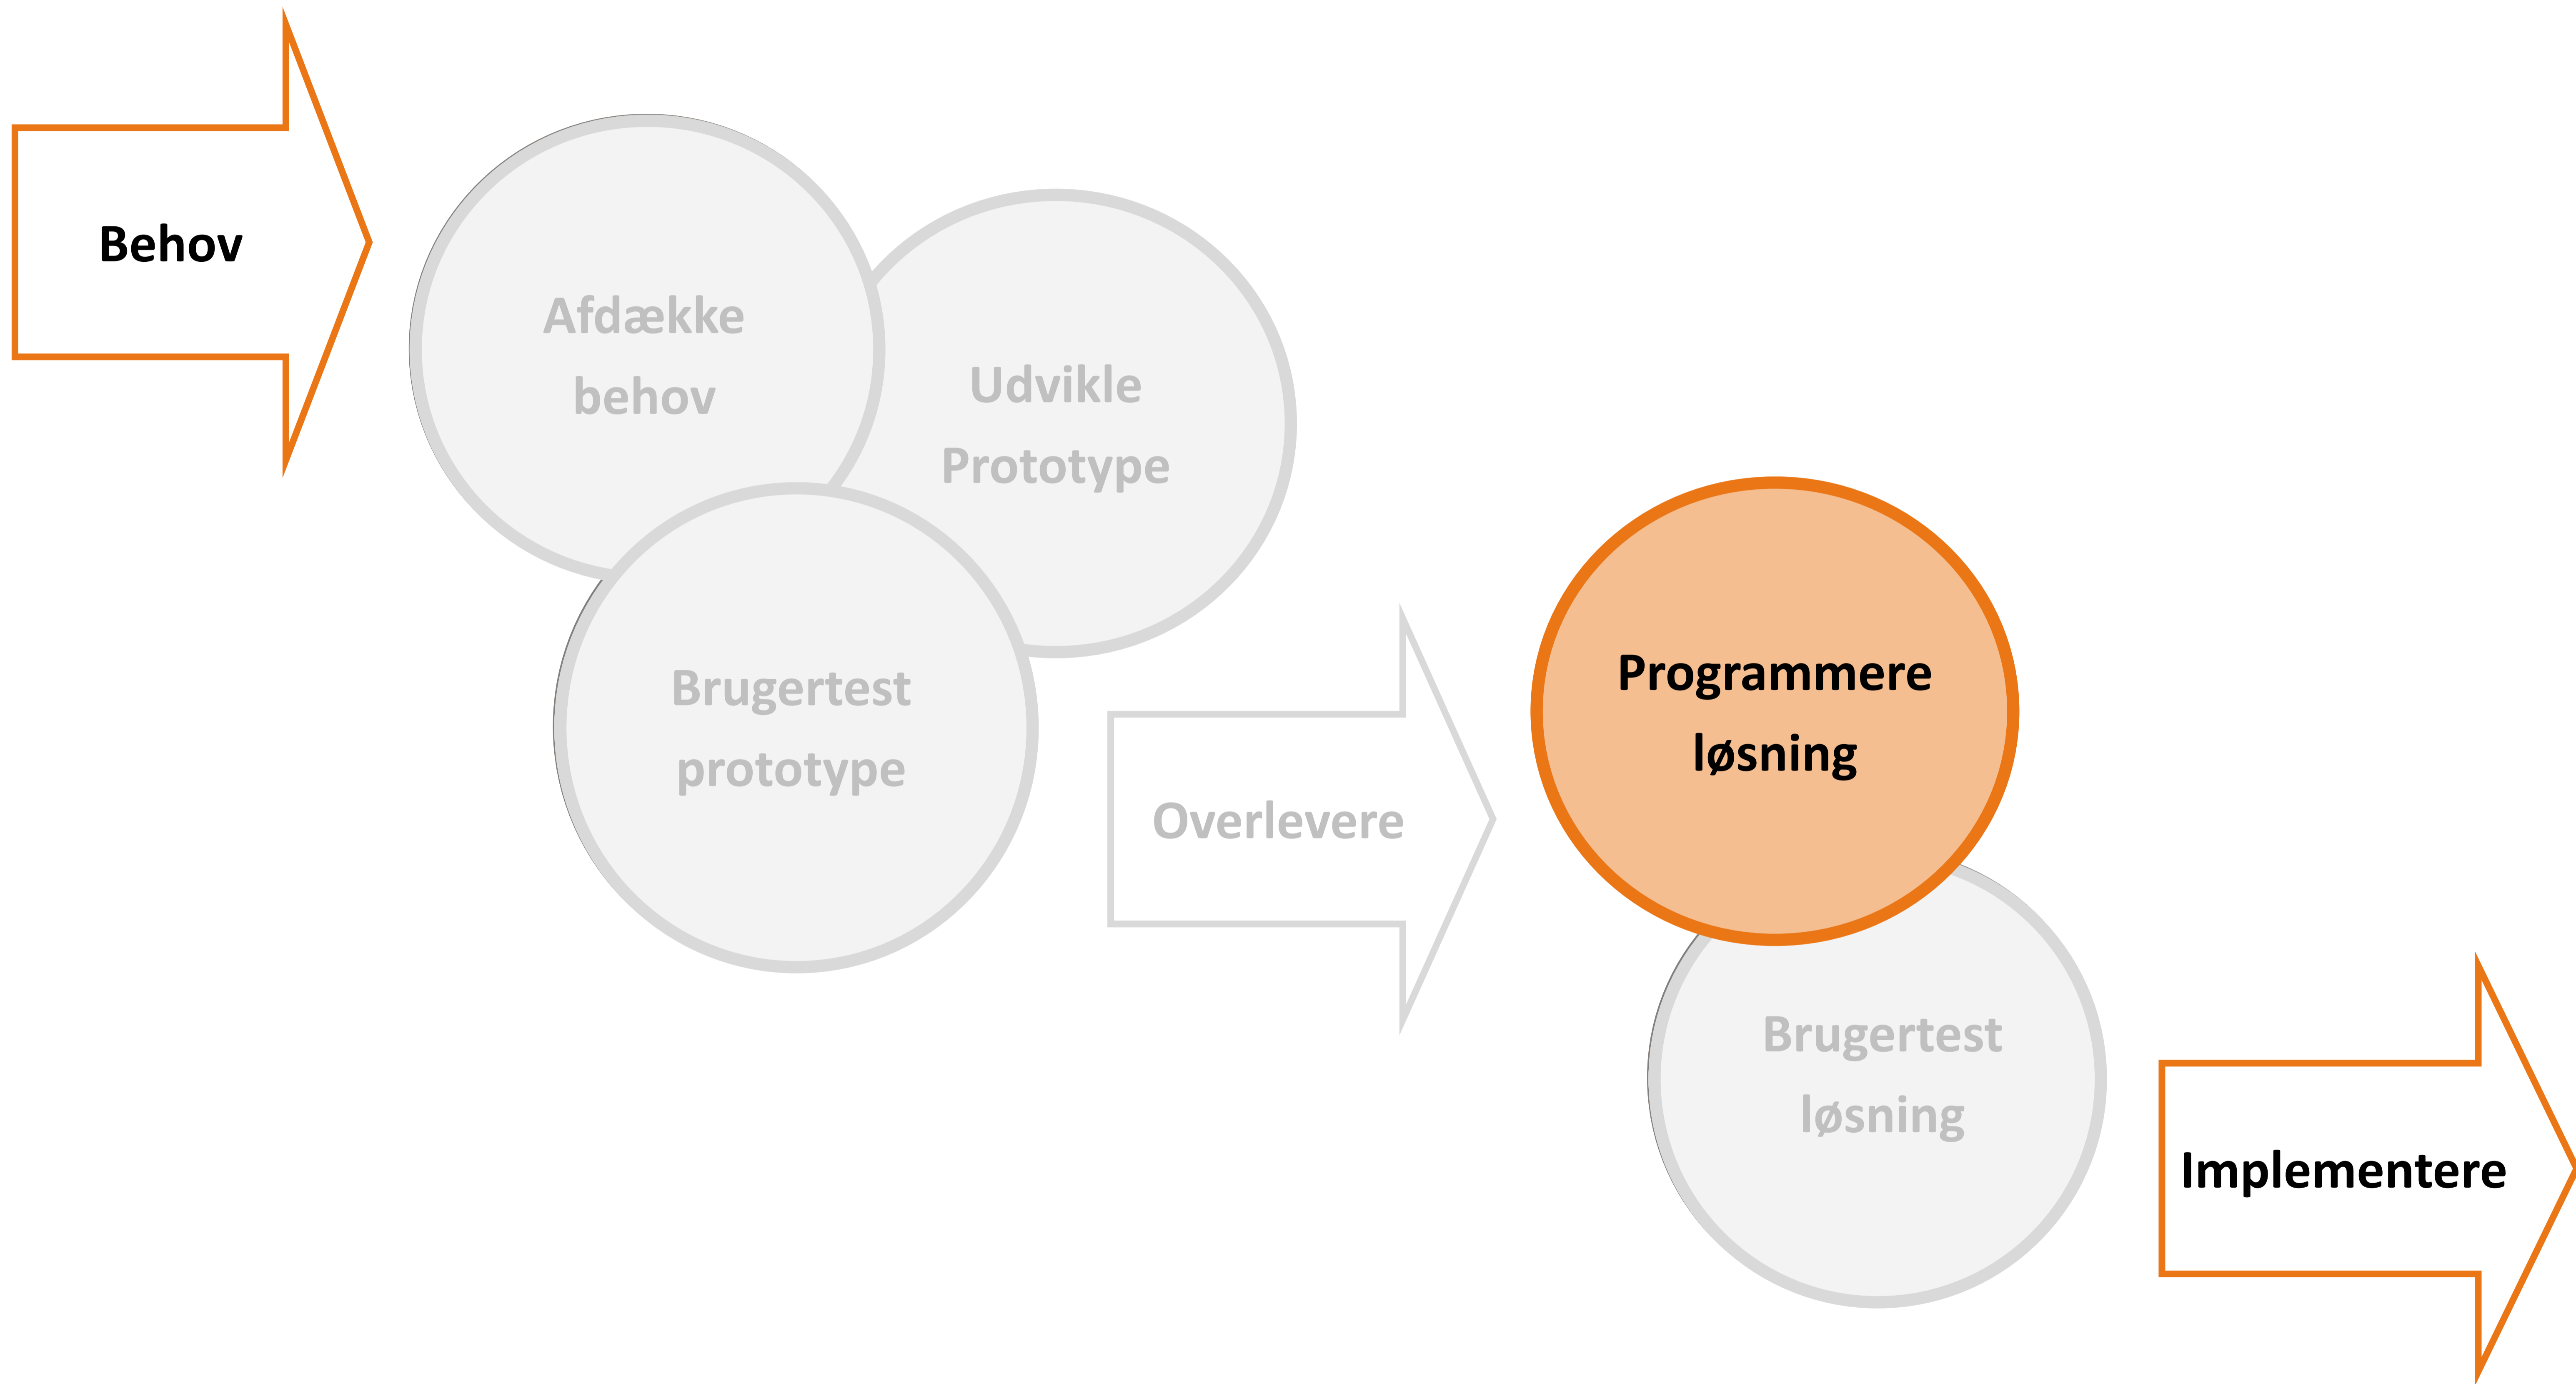 Behov
Afdække
behov
Udvikle
Prototype
Brugertest
prototype
Overlevere
Programmere
løsning
Brugertest
løsning
Implementere